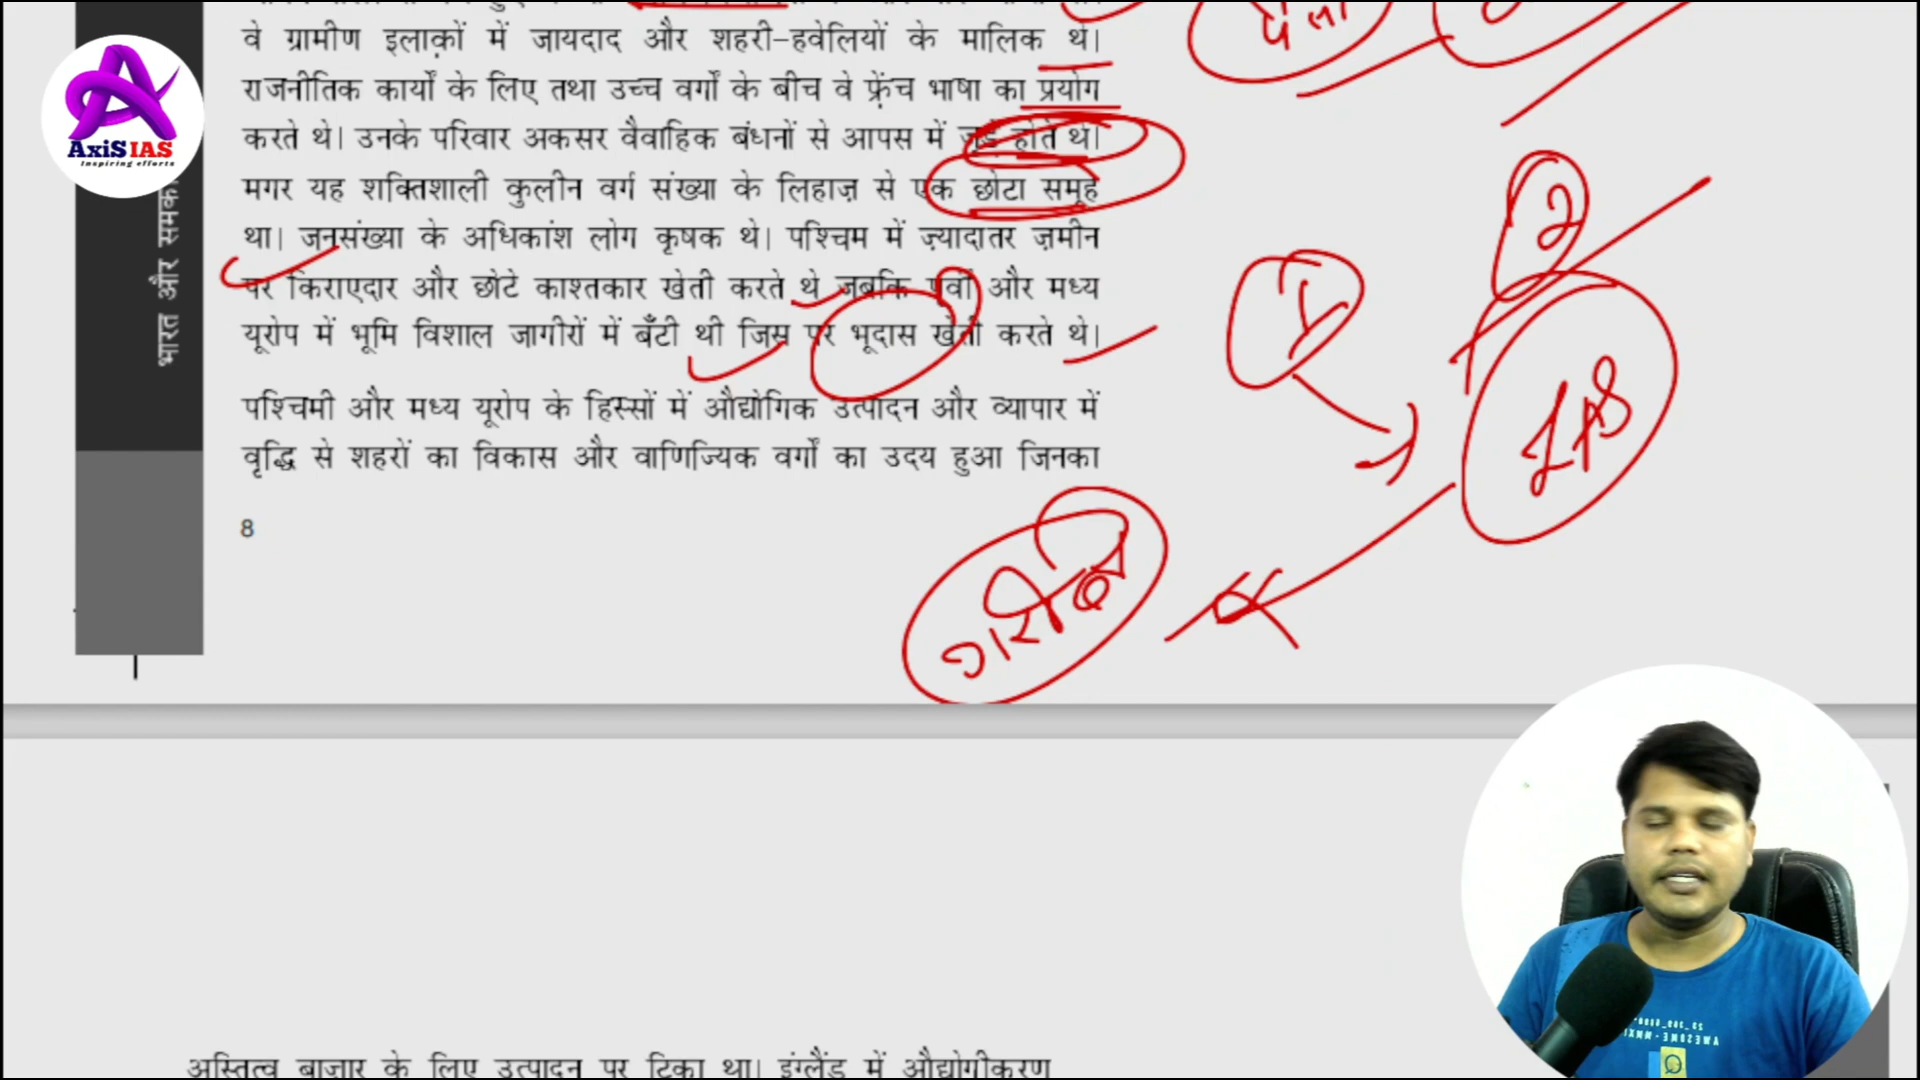 वे ग्रामीण इलाक़ों में जायदाद और शहरी-हवेलियों के मालिक थे।
राजनीतिक कार्यों के लिए तथा उच्च वर्गों के बीच वे फ़्रेंच भाषा का प्रयोग
करते थे। उनके परिवार अकसर वैवाहिक बंधनों से आपस में जुड़े होते थे।
मगर यह शक्तिशाली कुलीन वर्ग संख्या के लिहाज़ से एक छोटा समूह
था। जनसंख्या के अधिकांश लोग कृषक थे। पश्चिम में ज़्यादातर ज़मीन
पर किराएदार और छोटे काश्तकार खेती करते थे जबकि पूर्वी और मध्य
यूरोप में भूमि विशाल जागीरों में बँटी थी जिस पर भूदास खेती करते थे।
पश्चिमी और मध्य यूरोप के हिस्सों में औद्योगिक उत्पादन और व्यापार में
वृद्धि से शहरों का विकास और वाणिज्यिक वर्गों का उदय हुआ जिनका
8
अस्तित्व बाज़ार के लिए उत्पादन पर टिका था। इंग्लैंड में औद्योगीकरण
भारत और समका
AxiS IAS
Inspiring efforts
2
I